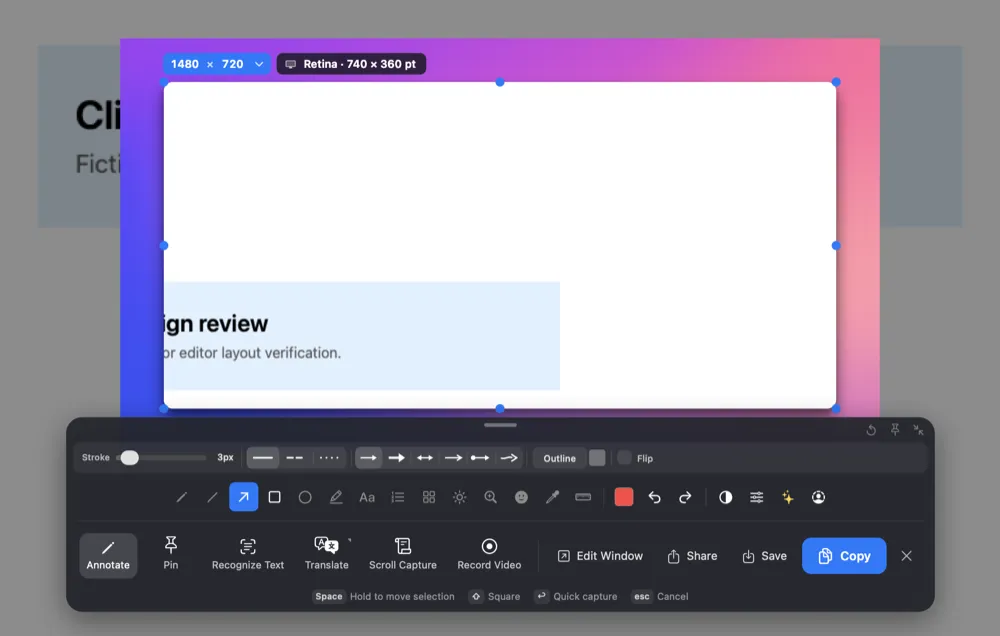 1480 × 720
Retina · 740 × 360 pt
Cli
Ficti
ign review
or editor layout verification.
Stroke
3px
Outline
Flip
Aa
Annotate
Pin
Recognize Text
Translate
Scroll Capture
Record Video
Edit Window
Share
Save
Copy
Space Hold to move selection
Square
Quick capture
esc Cancel